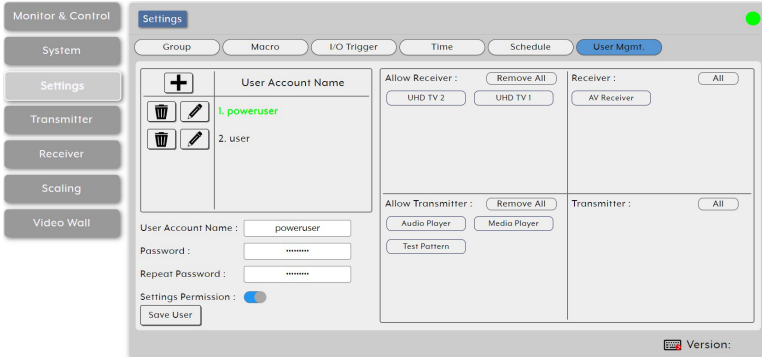 Monitor & Control
System
Settings
Transmitter
Receiver
Scaling
Video Wall
Settings
Group
Macro
I/O Trigger
Time
Schedule
User Mgmt.
User Account Name
1. poweruser
2. user
User Account Name :
poweruser
Password :
•••••••••
Repeat Password :
•••••••••
Settings Permission :
Save User
Allow Receiver :
Remove All
UHD TV 2
UHD TV 1
Receiver :
All
AV Receiver
Allow Transmitter :
Remove All
Audio Player
Media Player
Test Pattern
Transmitter :
All
Version: